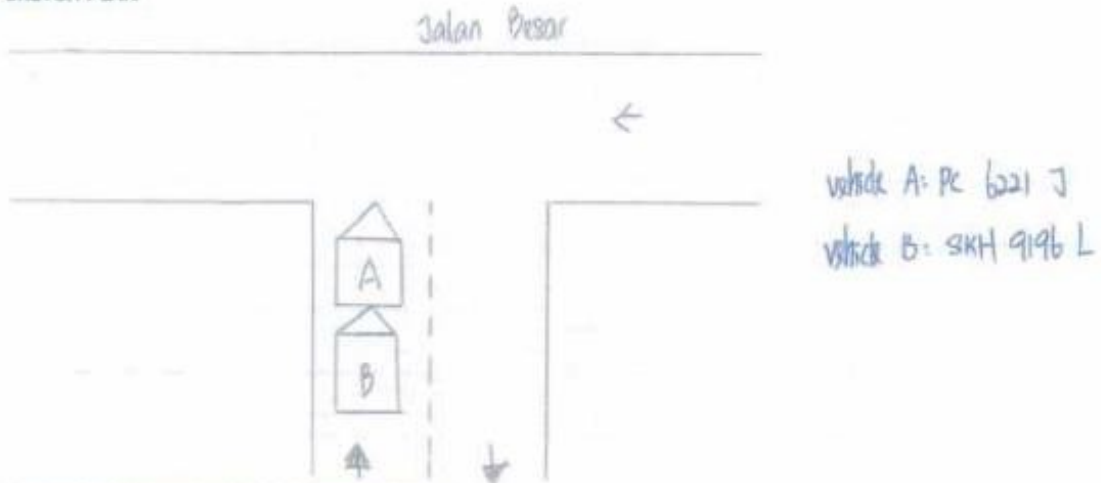 Jalan Besar
←
vehicle A: PC 6221 J
vehicle B: SKH 9196 L
A
B